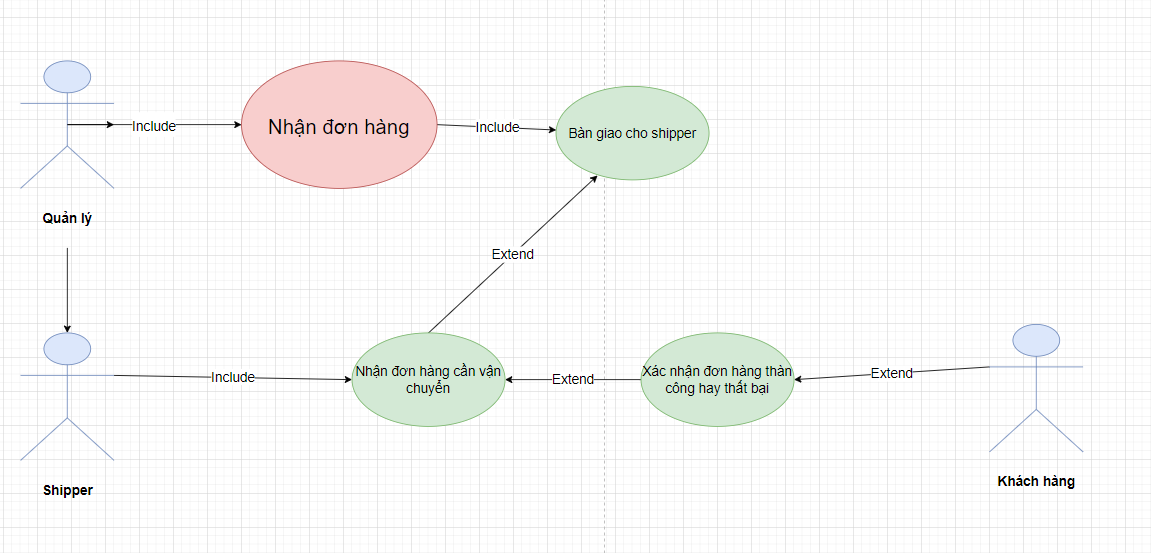 Include
Nhận đơn hàng
Include
Bàn giao cho shipper
Quản lý
Extend
Include
Nhận đơn hàng cần vận
chuyển
Extend
Xác nhận đơn hàng thàn
công hay thất bại
Extend
Shipper
Khách hàng